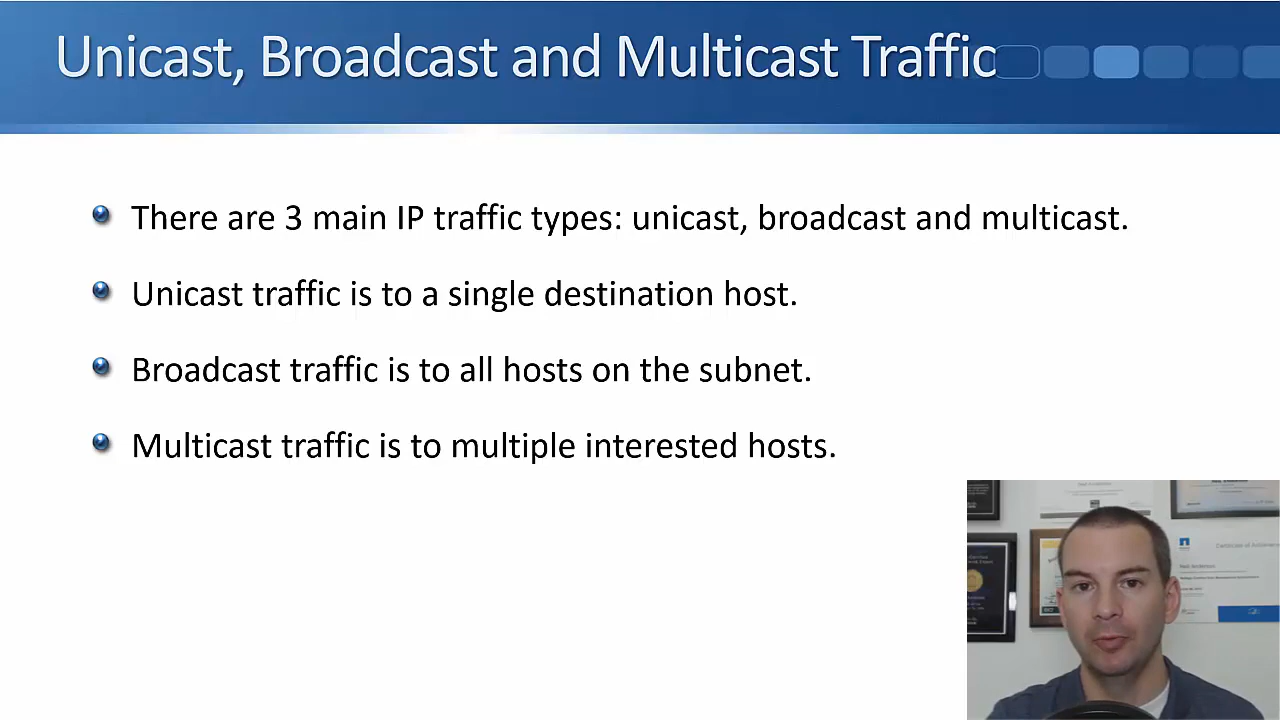 Unicast, Broadcast and Multicast Traffic
There are 3 main IP traffic types: unicast, broadcast and multicast.
Unicast traffic is to a single destination host.
Broadcast traffic is to all hosts on the subnet.
Multicast traffic is to multiple interested hosts.